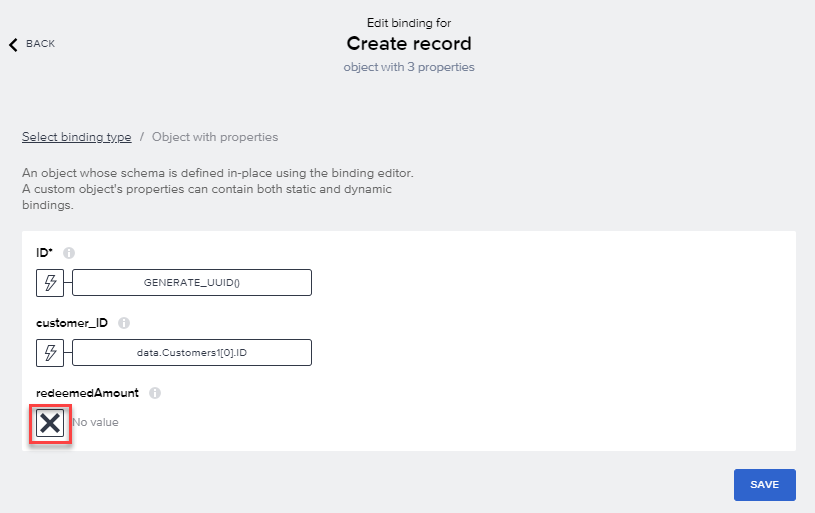 Edit binding for
BACK
Create record
object with 3 properties
Select binding type / Object with properties
An object whose schema is defined in-place using the binding editor.
A custom object's properties can contain both static and dynamic
bindings.
ID*
GENERATE_UUID()
customer_ID
data.Customers1[0].ID
redeemedAmount
No value
SAVE